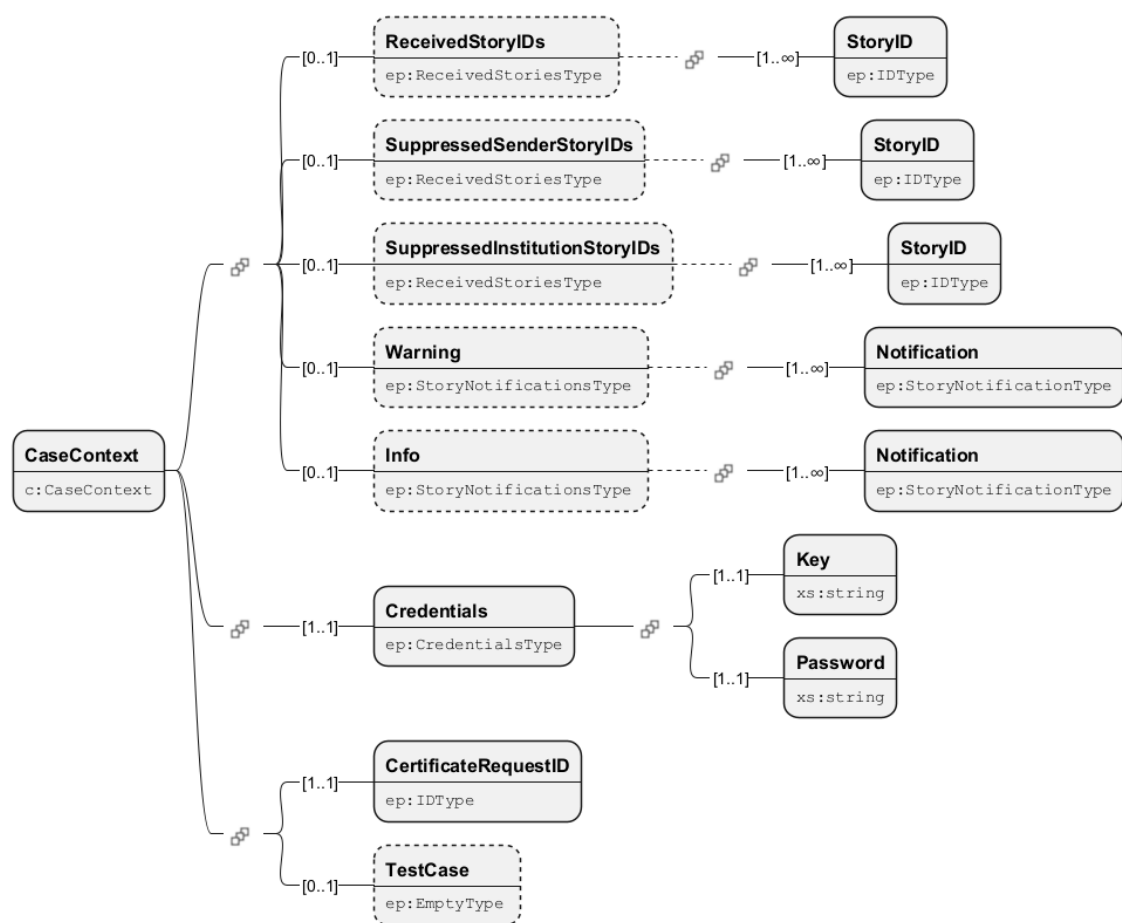 [0..1]
ReceivedStoryIDs
ep:ReceivedStoriesType
[1..∞]
StoryID
ep:IDType
[0..1]
SuppressedSenderStoryIDs
ep:ReceivedStoriesType
[1..∞]
StoryID
ep:IDType
[0..1]
SuppressedInstitutionStoryIDs
ep:ReceivedStoriesType
[1..∞]
StoryID
ep:IDType
[0..1]
Warning
ep:StoryNotificationsType
[1..∞]
Notification
ep:StoryNotificationType
CaseContext
c:CaseContext
[0..1]
Info
ep:StoryNotificationsType
[1..∞]
Notification
ep:StoryNotificationType
[1..1]
Credentials
ep:CredentialsType
[1..1]
Key
xs:string
[1..1]
Password
xs:string
[1..1]
CertificateRequestID
ep:IDType
[0..1]
TestCase
ep:EmptyType